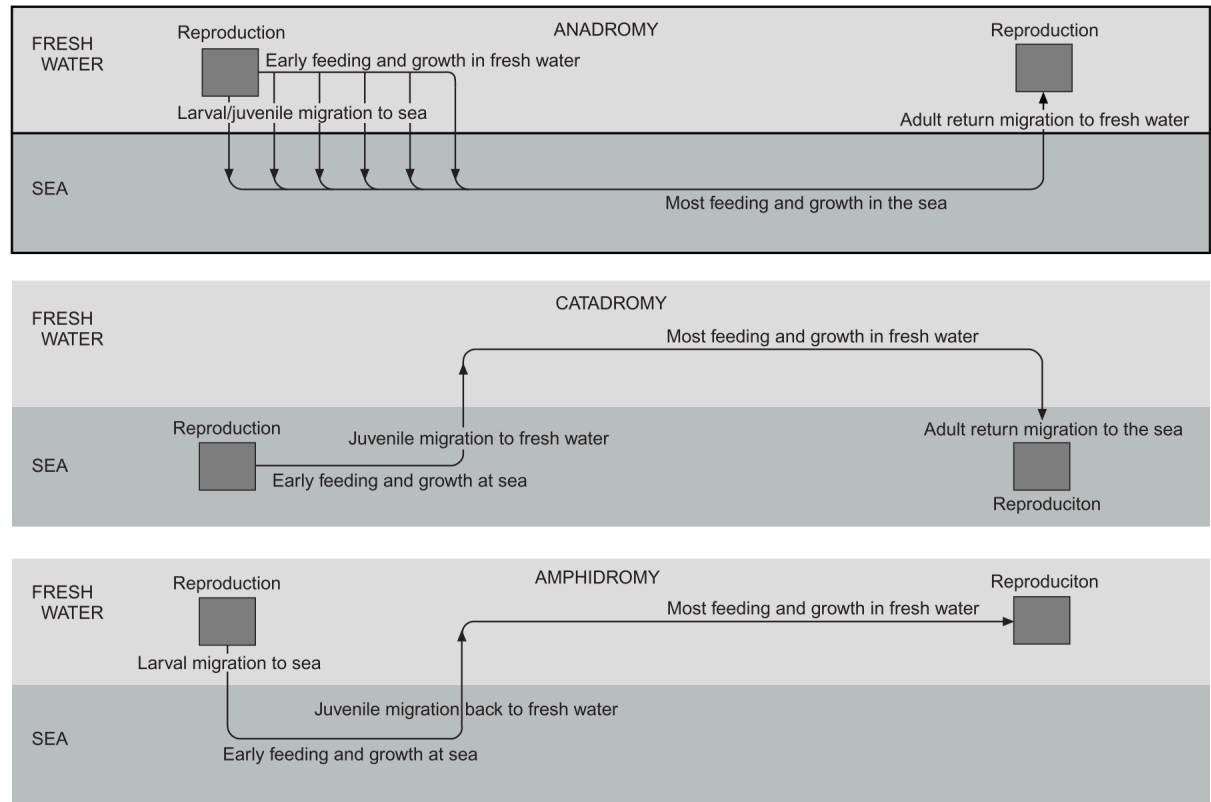 ANADROMY
FRESH
WATER
Reproduction
Early feeding and growth in fresh water
Larval/juvenile migration to sea
Reproduction
Adult return migration to fresh water
SEA
Most feeding and growth in the sea
CATADROMY
FRESH
WATER
Most feeding and growth in fresh water
Reproduction
Juvenile migration to fresh water
Adult return migration to the sea
SEA
Early feeding and growth at sea
Reproduciton
AMPHIDROMY
FRESH
WATER
Reproduction
Most feeding and growth in fresh water
Reproduciton
Larval migration to sea
Juvenile migration back to fresh water
SEA
Early feeding and growth at sea